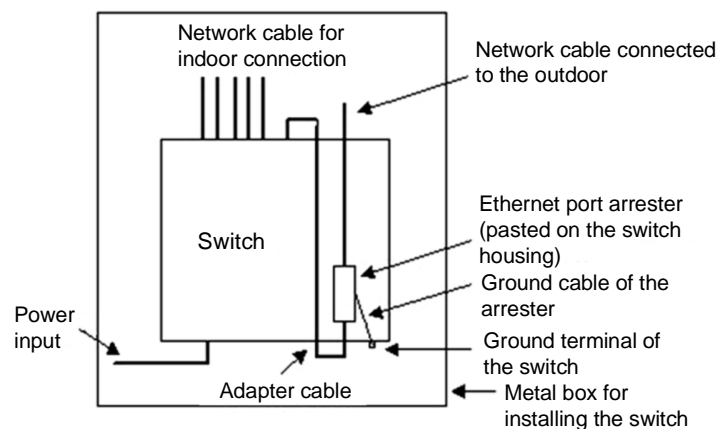 Network cable for
indoor connection
Network cable connected
to the outdoor
Ethernet port arrester
(pasted on the switch
housing)
Switch
Ground cable of the
arrester
Power
input
Ground terminal of
the switch
Adapter cable
Metal box for
installing the switch